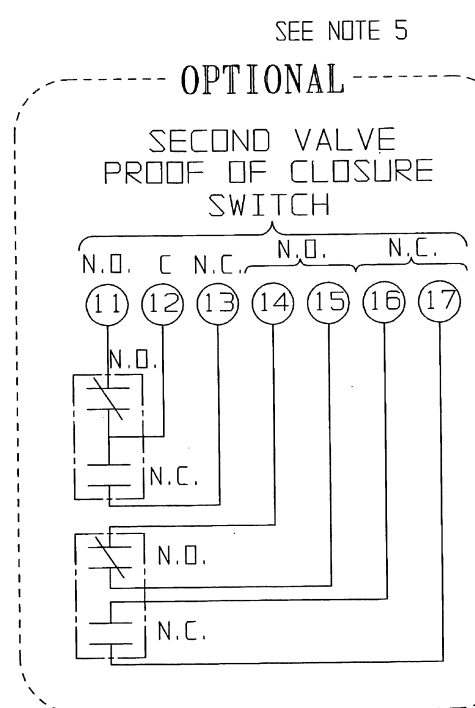 SEE NOTE 5
OPTIONAL
SECOND VALVE
PROOF OF CLOSURE
SWITCH
N.O. C N.C. N.O. N.C.
11 12 13 14 15 16 17
N.O.
N.C.
N.O.
N.C.